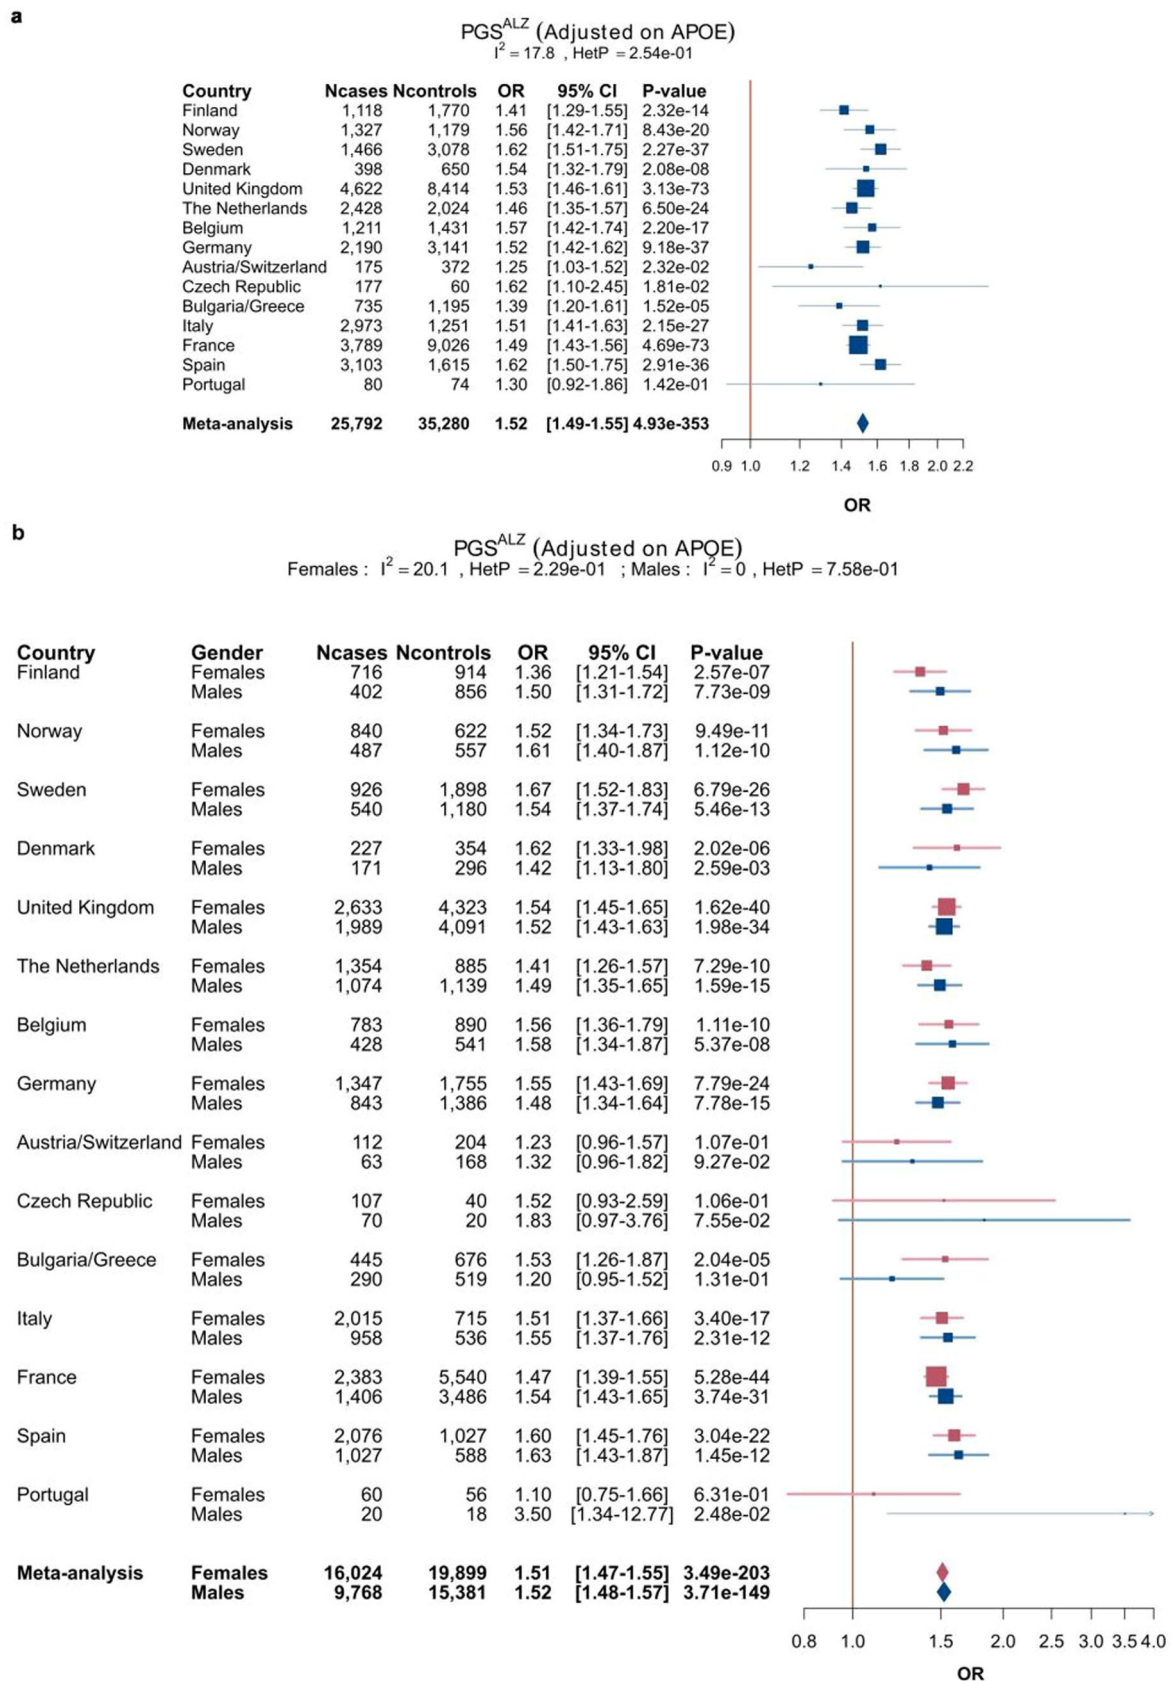 a
PGS^ALZ (Adjusted on APOE)
I² = 17.8 , HetP = 2.54e-01
Country Ncases Ncontrols OR 95% CI P-value
Finland 1,118 1,770 1.41 [1.29-1.55] 2.32e-14
Norway 1,327 1,179 1.56 [1.42-1.71] 8.43e-20
Sweden 1,466 3,078 1.62 [1.51-1.75] 2.27e-37
Denmark 398 650 1.54 [1.32-1.79] 2.08e-08
United Kingdom 4,622 8,414 1.53 [1.46-1.61] 3.13e-73
The Netherlands 2,428 2,024 1.46 [1.35-1.57] 6.50e-24
Belgium 1,211 1,431 1.57 [1.42-1.74] 2.20e-17
Germany 2,190 3,141 1.52 [1.42-1.62] 9.18e-37
Austria/Switzerland 175 372 1.25 [1.03-1.52] 2.32e-02
Czech Republic 177 60 1.62 [1.10-2.45] 1.81e-02
Bulgaria/Greece 735 1,195 1.39 [1.20-1.61] 1.52e-05
Italy 2,973 1,251 1.51 [1.41-1.63] 2.15e-27
France 3,789 9,026 1.49 [1.43-1.56] 4.69e-73
Spain 3,103 1,615 1.62 [1.50-1.75] 2.91e-36
Portugal 80 74 1.30 [0.92-1.86] 1.42e-01
Meta-analysis 25,792 35,280 1.52 [1.49-1.55] 4.93e-353
0.9 1.0 1.2 1.4 1.6 1.8 2.0 2.2
OR
b
PGS^ALZ (Adjusted on APOE)
Females : I² = 20.1 , HetP = 2.29e-01 ; Males : I² = 0 , HetP = 7.58e-01
Country Gender Ncases Ncontrols OR 95% CI P-value
Finland Females 716 914 1.36 [1.21-1.54] 2.57e-07
Males 402 856 1.50 [1.31-1.72] 7.73e-09
Norway Females 840 622 1.52 [1.34-1.73] 9.49e-11
Males 487 557 1.61 [1.40-1.87] 1.12e-10
Sweden Females 926 1,898 1.67 [1.52-1.83] 6.79e-26
Males 540 1,180 1.54 [1.37-1.74] 5.46e-13
Denmark Females 227 354 1.62 [1.33-1.98] 2.02e-06
Males 171 296 1.42 [1.13-1.80] 2.59e-03
United Kingdom Females 2,633 4,323 1.54 [1.45-1.65] 1.62e-40
Males 1,989 4,091 1.52 [1.43-1.63] 1.98e-34
The Netherlands Females 1,354 885 1.41 [1.26-1.57] 7.29e-10
Males 1,074 1,139 1.49 [1.35-1.65] 1.59e-15
Belgium Females 783 890 1.56 [1.36-1.79] 1.11e-10
Males 428 541 1.58 [1.34-1.87] 5.37e-08
Germany Females 1,347 1,755 1.55 [1.43-1.69] 7.79e-24
Males 843 1,386 1.48 [1.34-1.64] 7.78e-15
Austria/Switzerland Females 112 204 1.23 [0.96-1.57] 1.07e-01
Males 63 168 1.32 [0.96-1.82] 9.27e-02
Czech Republic Females 107 40 1.52 [0.93-2.59] 1.06e-01
Males 70 20 1.83 [0.97-3.76] 7.55e-02
Bulgaria/Greece Females 445 676 1.53 [1.26-1.87] 2.04e-05
Males 290 519 1.20 [0.95-1.52] 1.31e-01
Italy Females 2,015 715 1.51 [1.37-1.66] 3.40e-17
Males 958 536 1.55 [1.37-1.76] 2.31e-12
France Females 2,383 5,540 1.47 [1.39-1.55] 5.28e-44
Males 1,406 3,486 1.54 [1.43-1.65] 3.74e-31
Spain Females 2,076 1,027 1.60 [1.45-1.76] 3.04e-22
Males 1,027 588 1.63 [1.43-1.87] 1.45e-12
Portugal Females 60 56 1.10 [0.75-1.66] 6.31e-01
Males 20 18 3.50 [1.34-12.77] 2.48e-02
Meta-analysis Females 16,024 19,899 1.51 [1.47-1.55] 3.49e-203
Males 9,768 15,381 1.52 [1.48-1.57] 3.71e-149
0.8 1.0 1.5 2.0 2.5 3.0 3.5 4.0
OR